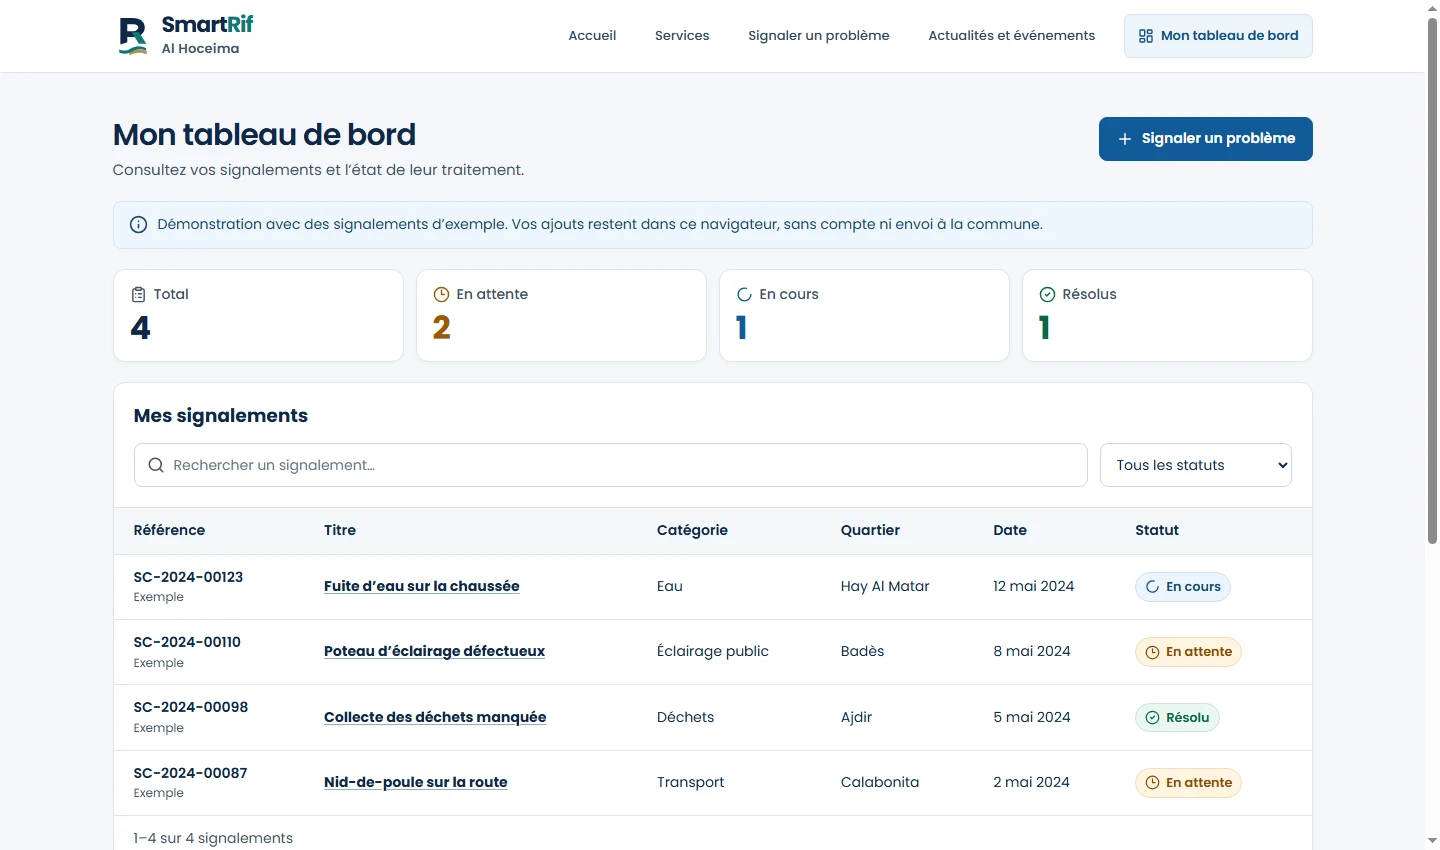 SmartRif
Al Hoceima
Accueil
Services
Signaler un problème
Actualités et événements
Mon tableau de bord
Mon tableau de bord
Consultez vos signalements et l’état de leur traitement.
Signaler un problème
Démonstration avec des signalements d’exemple. Vos ajouts restent dans ce navigateur, sans compte ni envoi à la commune.
Total
4
En attente
2
En cours
1
Résolus
1
Mes signalements
Rechercher un signalement…
Tous les statuts
Référence Titre Catégorie Quartier Date Statut
SC-2024-00123
Exemple
Fuite d’eau sur la chaussée Eau Hay Al Matar 12 mai 2024 En cours
SC-2024-00110
Exemple
Poteau d’éclairage défectueux Éclairage public Badès 8 mai 2024 En attente
SC-2024-00098
Exemple
Collecte des déchets manquée Déchets Ajdir 5 mai 2024 Résolu
SC-2024-00087
Exemple
Nid-de-poule sur la route Transport Calabonita 2 mai 2024 En attente
1–4 sur 4 signalements